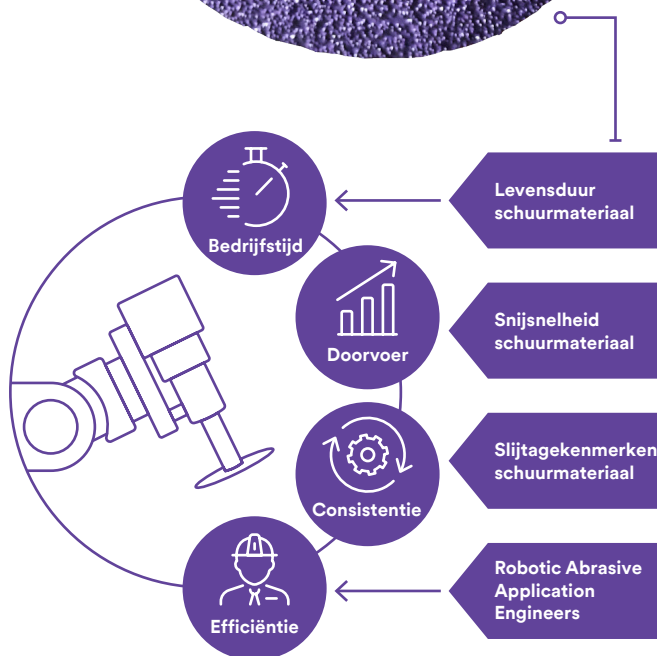 Bedrijfstijd
Levensduur
schuurmateriaal
Doorvoer
Snijsnelheid
schuurmateriaal
Consistentie
Slijtagekenmerken
schuurmateriaal
Efficiëntie
Robotic Abrasive
Application
Engineers